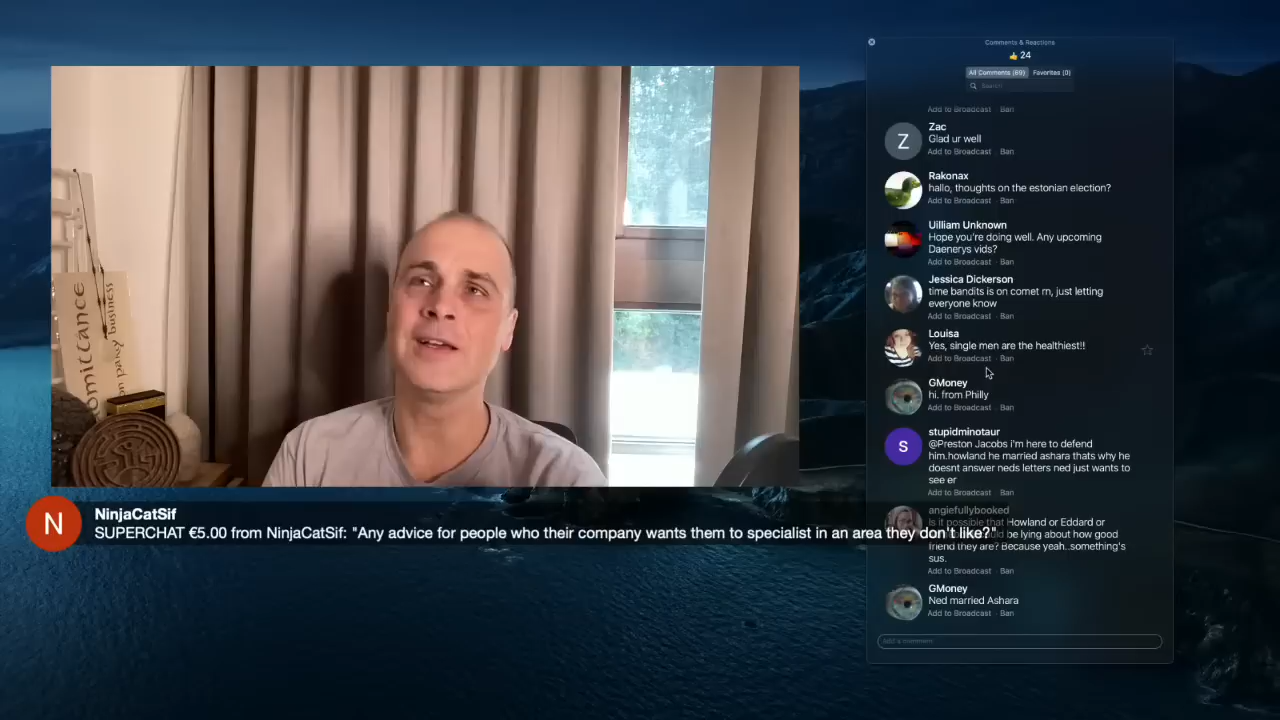 Comments & Reactions
👍 24
All Comments (69) Favorites (0)
Search
Add to Broadcast Ban
Z
Zac
Glad ur well
Add to Broadcast · Ban
Rakonax
hallo, thoughts on the estonian election?
Add to Broadcast · Ban
Uilliam Unknown
Hope you're doing well. Any upcoming
Daenerys vids?
Add to Broadcast · Ban
Jessica Dickerson
time bandits is on comet rn, just letting
everyone know
Add to Broadcast · Ban
Louisa
Yes, single men are the healthiest!!
Add to Broadcast · Ban
GMoney
hi. from Philly
Add to Broadcast · Ban
S
stupidminotaur
@Preston Jacobs i'm here to defend
him.howland he married ashara thats why he
doesnt answer neds letters ned just wants to
see er
Add to Broadcast · Ban
angiefullybooked
Is it possible that Howland or Eddard or
be lying about how good
friend they are? Because yeah..something's
sus.
Add to Broadcast · Ban
GMoney
Ned married Ashara
Add to Broadcast · Ban
Add a comment
omittance
on pany business
N
NinjaCatSif
SUPERCHAT €5.00 from NinjaCatSif: "Any advice for people who their company wants them to specialist in an area they don't like?"